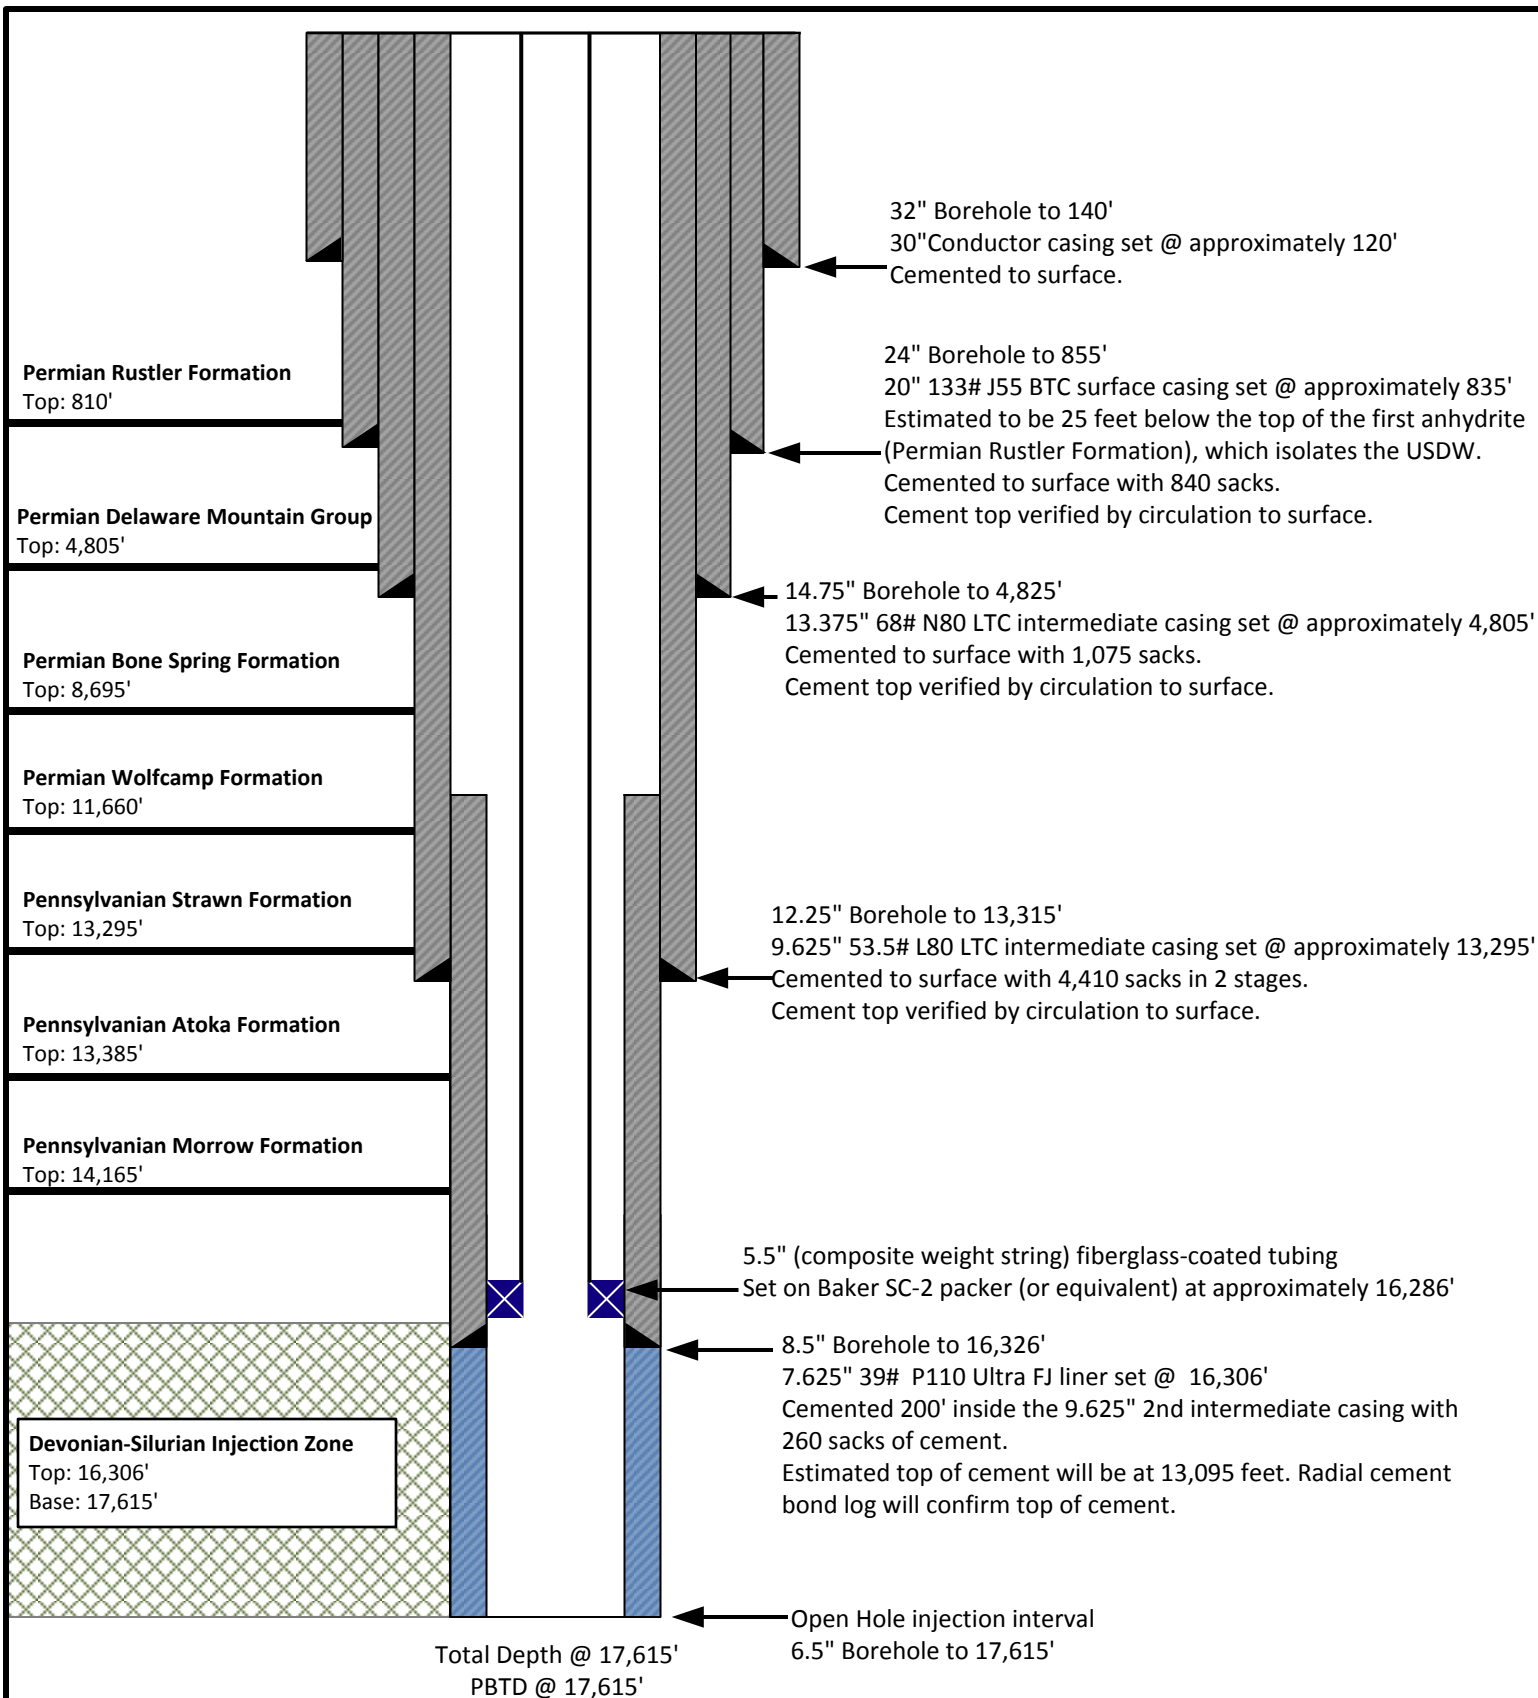 32" Borehole to 140'
30"Conductor casing set @ approximately 120'
Cemented to surface.
Permian Rustler Formation
Top: 810'
24" Borehole to 855'
20" 133# J55 BTC surface casing set @ approximately 835'
Estimated to be 25 feet below the top of the first anhydrite
(Permian Rustler Formation), which isolates the USDW.
Cemented to surface with 840 sacks.
Cement top verified by circulation to surface.
Permian Delaware Mountain Group
Top: 4,805'
14.75" Borehole to 4,825'
13.375" 68# N80 LTC intermediate casing set @ approximately 4,805'
Cemented to surface with 1,075 sacks.
Cement top verified by circulation to surface.
Permian Bone Spring Formation
Top: 8,695'
Permian Wolfcamp Formation
Top: 11,660'
Pennsylvanian Strawn Formation
Top: 13,295'
12.25" Borehole to 13,315'
9.625" 53.5# L80 LTC intermediate casing set @ approximately 13,295'
Cemented to surface with 4,410 sacks in 2 stages.
Cement top verified by circulation to surface.
Pennsylvanian Atoka Formation
Top: 13,385'
Pennsylvanian Morrow Formation
Top: 14,165'
5.5" (composite weight string) fiberglass-coated tubing
Set on Baker SC-2 packer (or equivalent) at approximately 16,286'
8.5" Borehole to 16,326'
7.625" 39#  P110 Ultra FJ liner set @  16,306'
Cemented 200' inside the 9.625" 2nd intermediate casing with
260 sacks of cement.
Estimated top of cement will be at 13,095 feet. Radial cement
bond log will confirm top of cement.
Devonian-Silurian Injection Zone
Top: 16,306'
Base: 17,615'
Open Hole injection interval
6.5" Borehole to 17,615'
Total Depth @ 17,615'
PBTD @ 17,615'